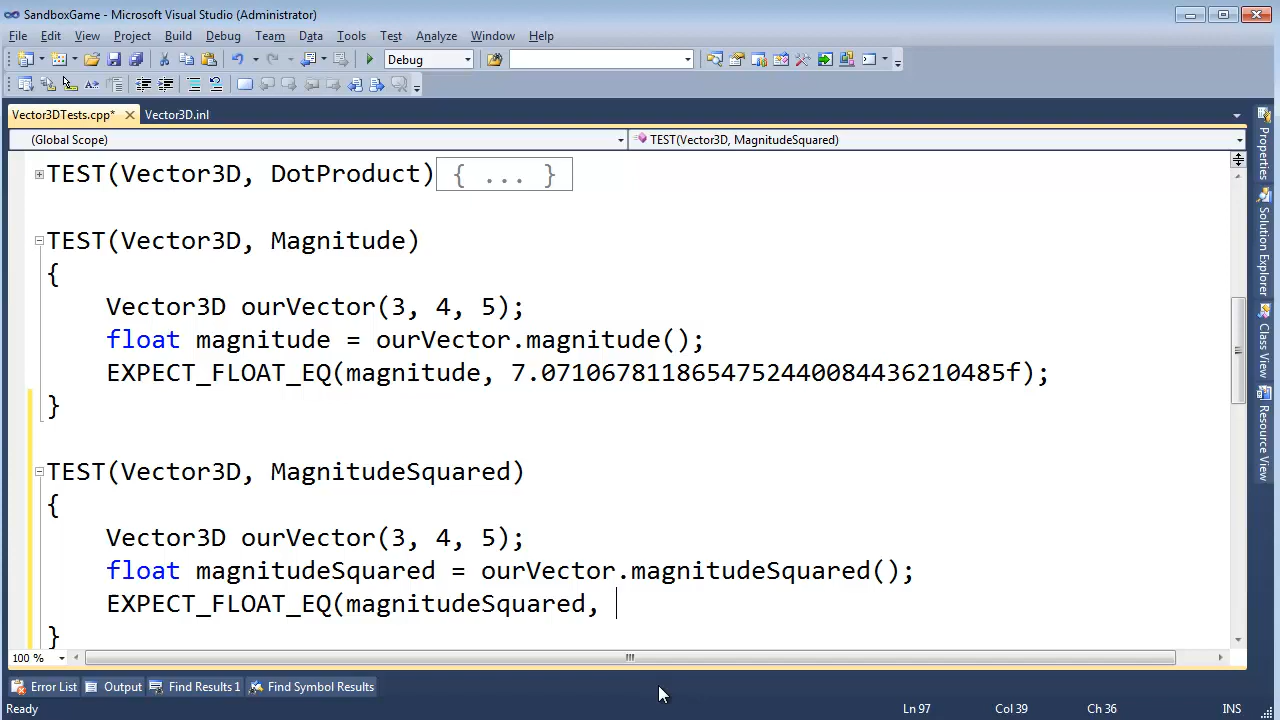 SandboxGame - Microsoft Visual Studio (Administrator)
File Edit View Project Build Debug Team Data Tools Test Analyze Window Help
Debug
Vector3DTests.cpp* Vector3D.inl
(Global Scope) TEST(Vector3D, MagnitudeSquared)
TEST(Vector3D, DotProduct) { ... }
TEST(Vector3D, Magnitude)
{
Vector3D ourVector(3, 4, 5);
float magnitude = ourVector.magnitude();
EXPECT_FLOAT_EQ(magnitude, 7.0710678118654752440084436210485f);
}
TEST(Vector3D, MagnitudeSquared)
{
Vector3D ourVector(3, 4, 5);
float magnitudeSquared = ourVector.magnitudeSquared();
EXPECT_FLOAT_EQ(magnitudeSquared,
}
100 %
Error List Output Find Results 1 Find Symbol Results
Ready Ln 97 Col 39 Ch 36 INS
Properties
Solution Explorer
Class View
Resource View